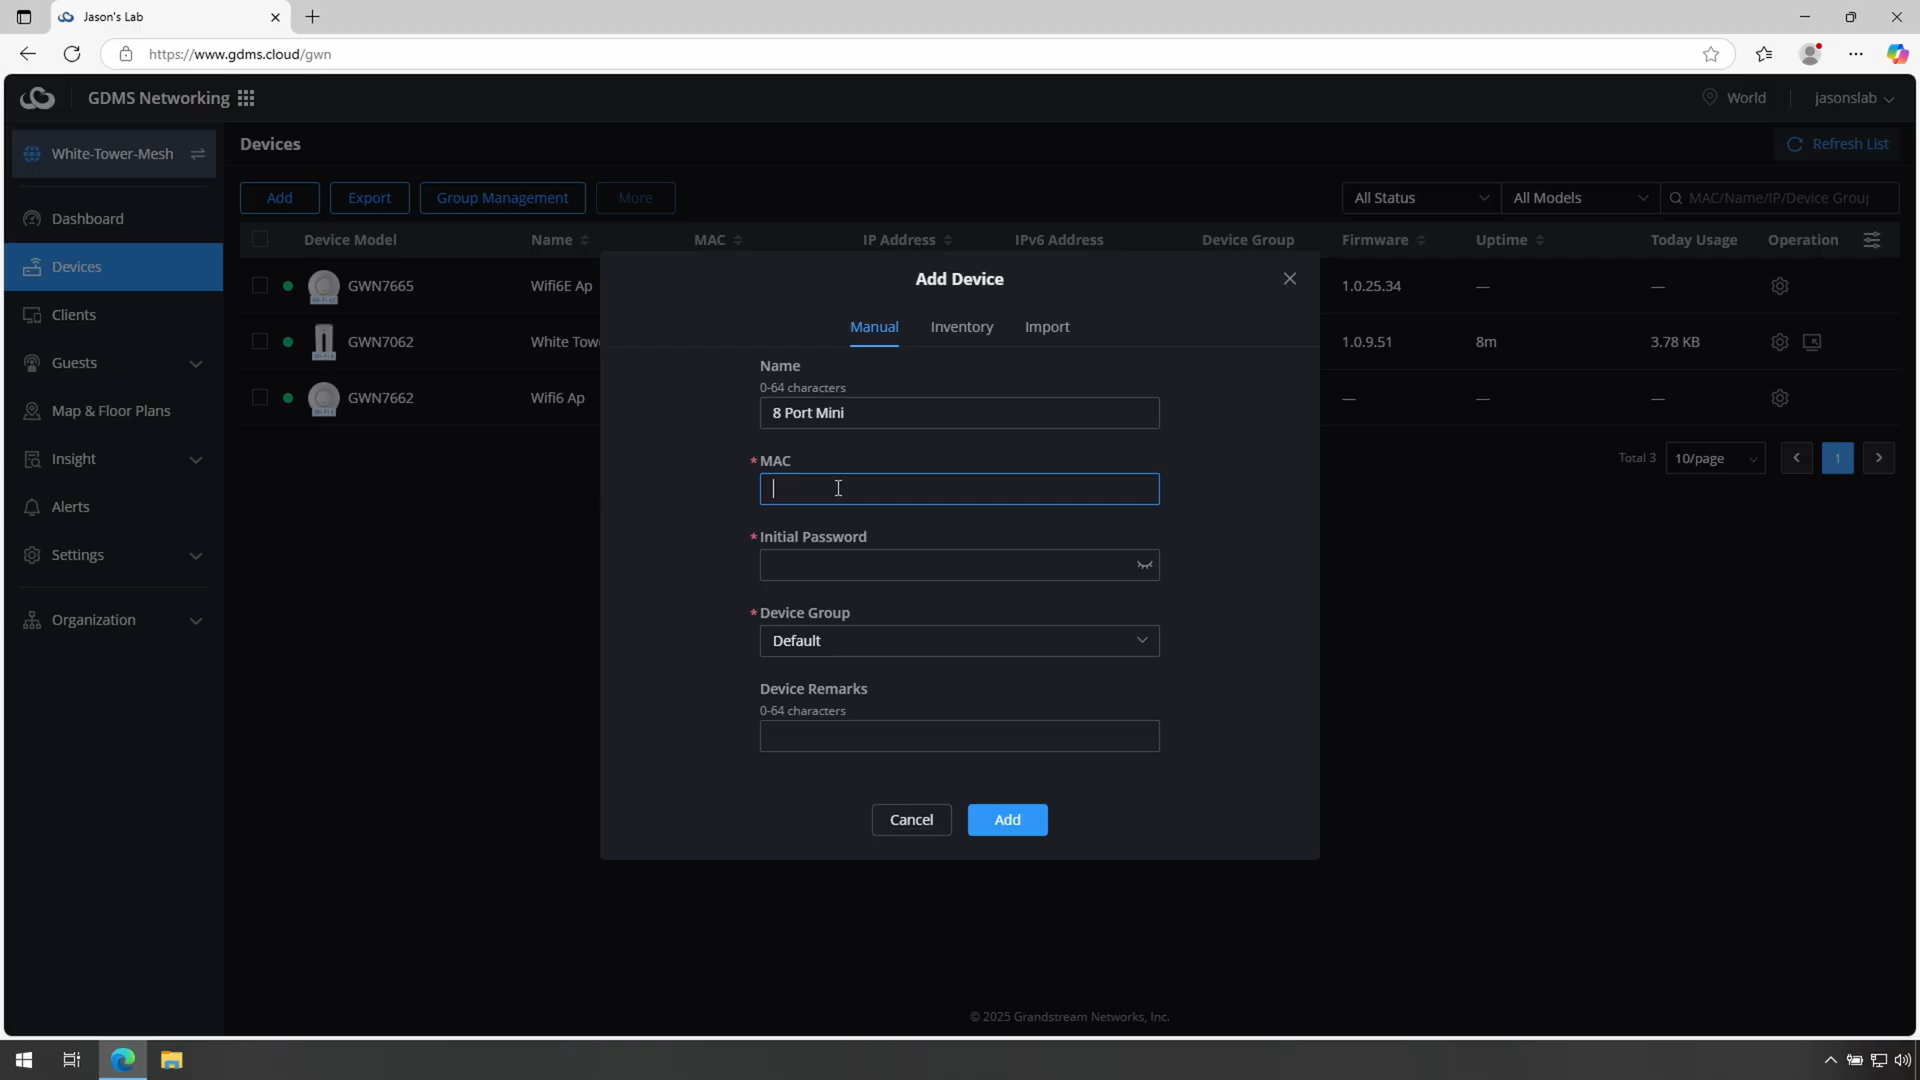 Jason's Lab
https://www.gdms.cloud/gwn
GDMS Networking
World
jasonslab
White-Tower-Mesh
Devices
Refresh List
Dashboard
Devices
Clients
Guests
Map & Floor Plans
Insight
Alerts
Settings
Organization
Add
Export
Group Management
More
All Status
All Models
MAC/Name/IP/Device Group
Device Model
Name
MAC
IP Address
IPv6 Address
Device Group
Firmware
Uptime
Today Usage
Operation
GWN7665
Wifi6E Ap
1.0.25.34
—
—
GWN7062
White Tow
1.0.9.51
8m
3.78 KB
GWN7662
Wifi6 Ap
—
—
—
Total 3
10/page
1
Add Device
Manual
Inventory
Import
Name
0-64 characters
8 Port Mini
* MAC
* Initial Password
* Device Group
Default
Device Remarks
0-64 characters
Cancel
Add
© 2025 Grandstream Networks, Inc.